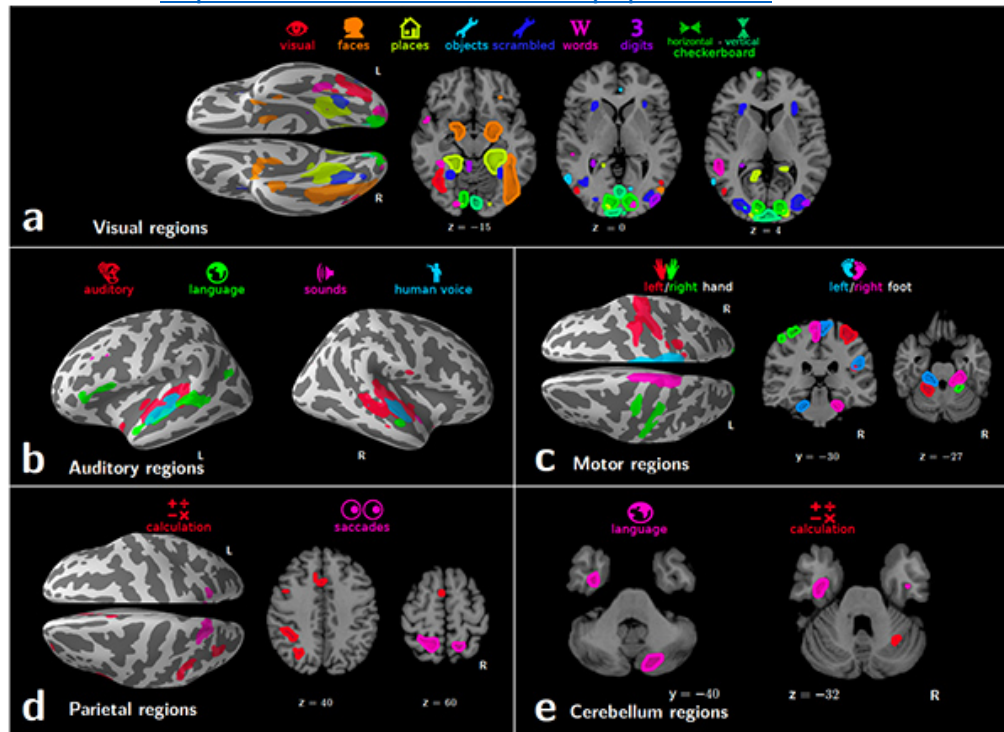 visual faces places objects scrambled words digits horizontal - vertical
checkerboard
W 3
L
R
a Visual regions
z = -15 z = 0 z = 4
auditory language sounds human voice
b Auditory regions
L R
left/right hand left/right foot
R
L
R R
c Motor regions
y = -30 z = -27
calculation saccades
L
R
d Parietal regions
z = 40 z = 60
language calculation
y = -40 z = -32 R
e Cerebellum regions